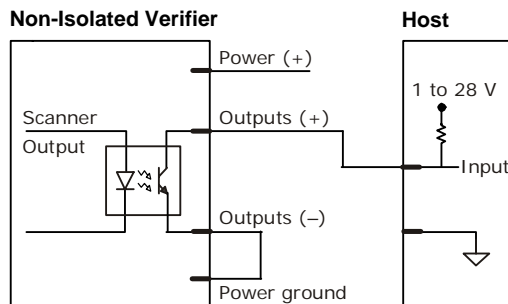 Non-Isolated Verifier
Host
Power (+)
1 to 28 V
Scanner
Output
Outputs (+)
Input
Outputs (–)
Power ground